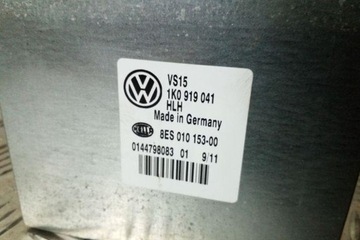 VS15
1K0 919 041
HLH
Made in Germany
8ES 010 153-00
0144798083 01 9/11